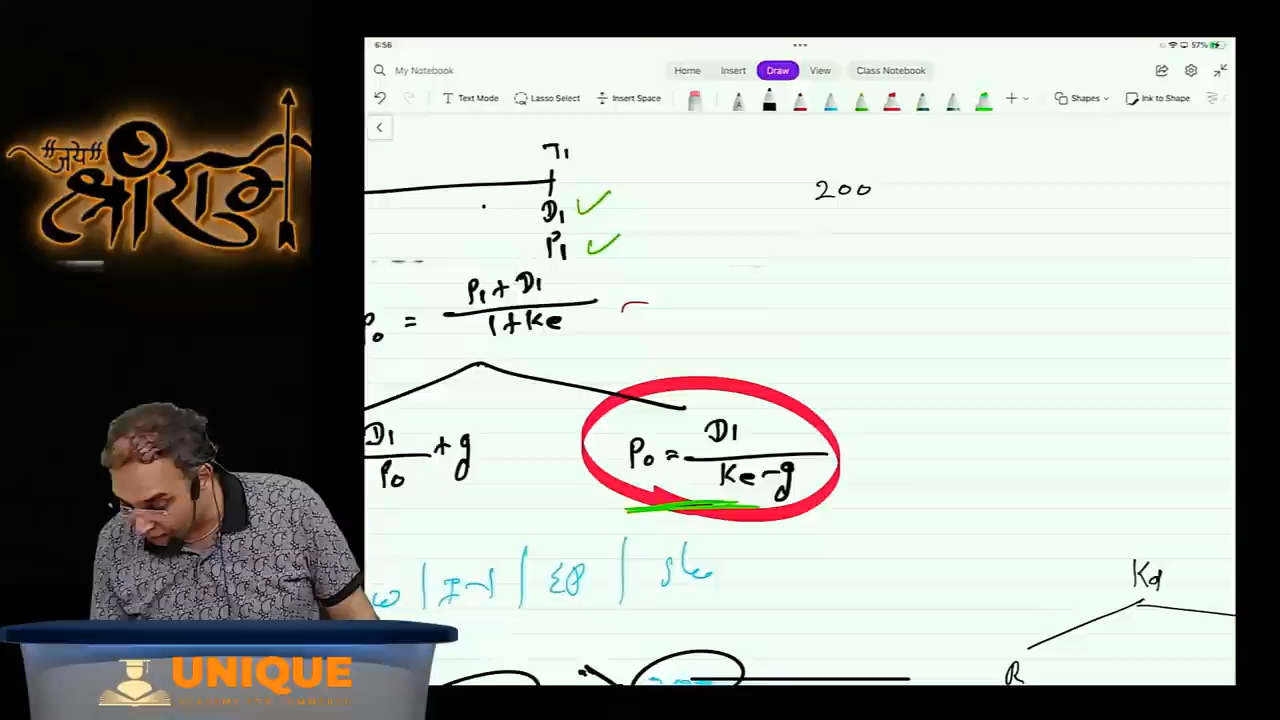 6:56
57%
My Notebook
Home Insert Draw View Class Notebook
Text Mode Lasso Select Insert Space Shapes Ink to Shape
॥जय॥
श्री राम
T1
D1
P1
200
P0 = P1 + D1
1 + Ke
D1
P0 + g
P0 = D1
Ke - g
Kd
R
UNIQUE